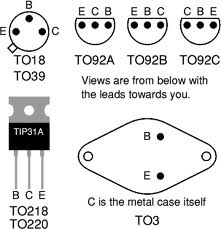 B
E C
TO18
TO39
E C B
TO92A
E B C
TO92B
C B E
TO92C
Views are from below with
the leads towards you.
TIP31A
B C E
TO218
TO220
B
E
C is the metal case itself
TO3